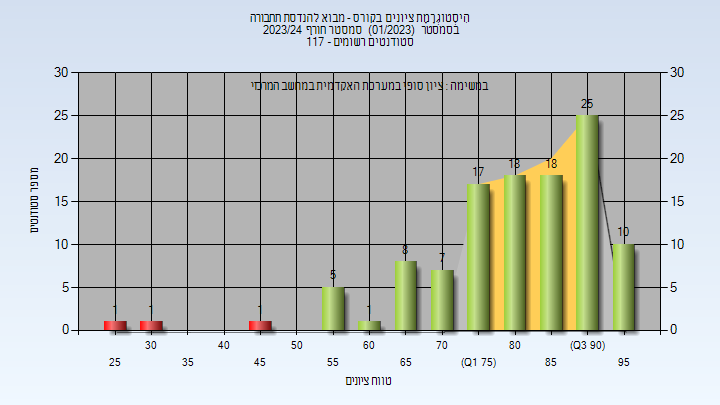 היסטוגרמת ציונים בקורס - מבוא להנדסת תחבורה
בסמסטר (01/2023) סמסטר חורף 2023/24
סטודנטים רשומים - 117
במשימה : ציון סופי במערכת האקדמית במחשב המרכזי
30 30
25 25
20 20
15 15
10 10
5 5
0 0
1 1 1 5 1 8 7 17 18 18 25 10
מספר סטודנטים
30 40 50 60 70 80 (Q3 90)
25 35 45 55 65 (Q1 75) 85 95
טווח ציונים